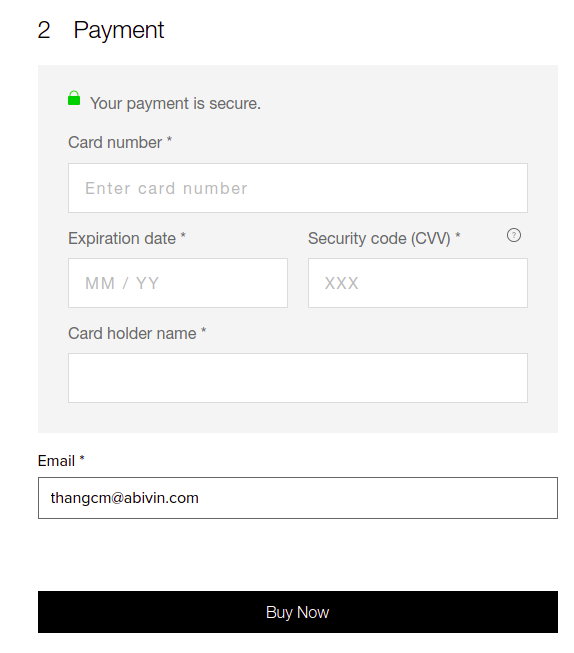 2 Payment
Your payment is secure.
Card number *
Enter card number
Expiration date * Security code (CVV) * ?
MM / YY XXX
Card holder name *
Email *
thangcm@abivin.com
Buy Now